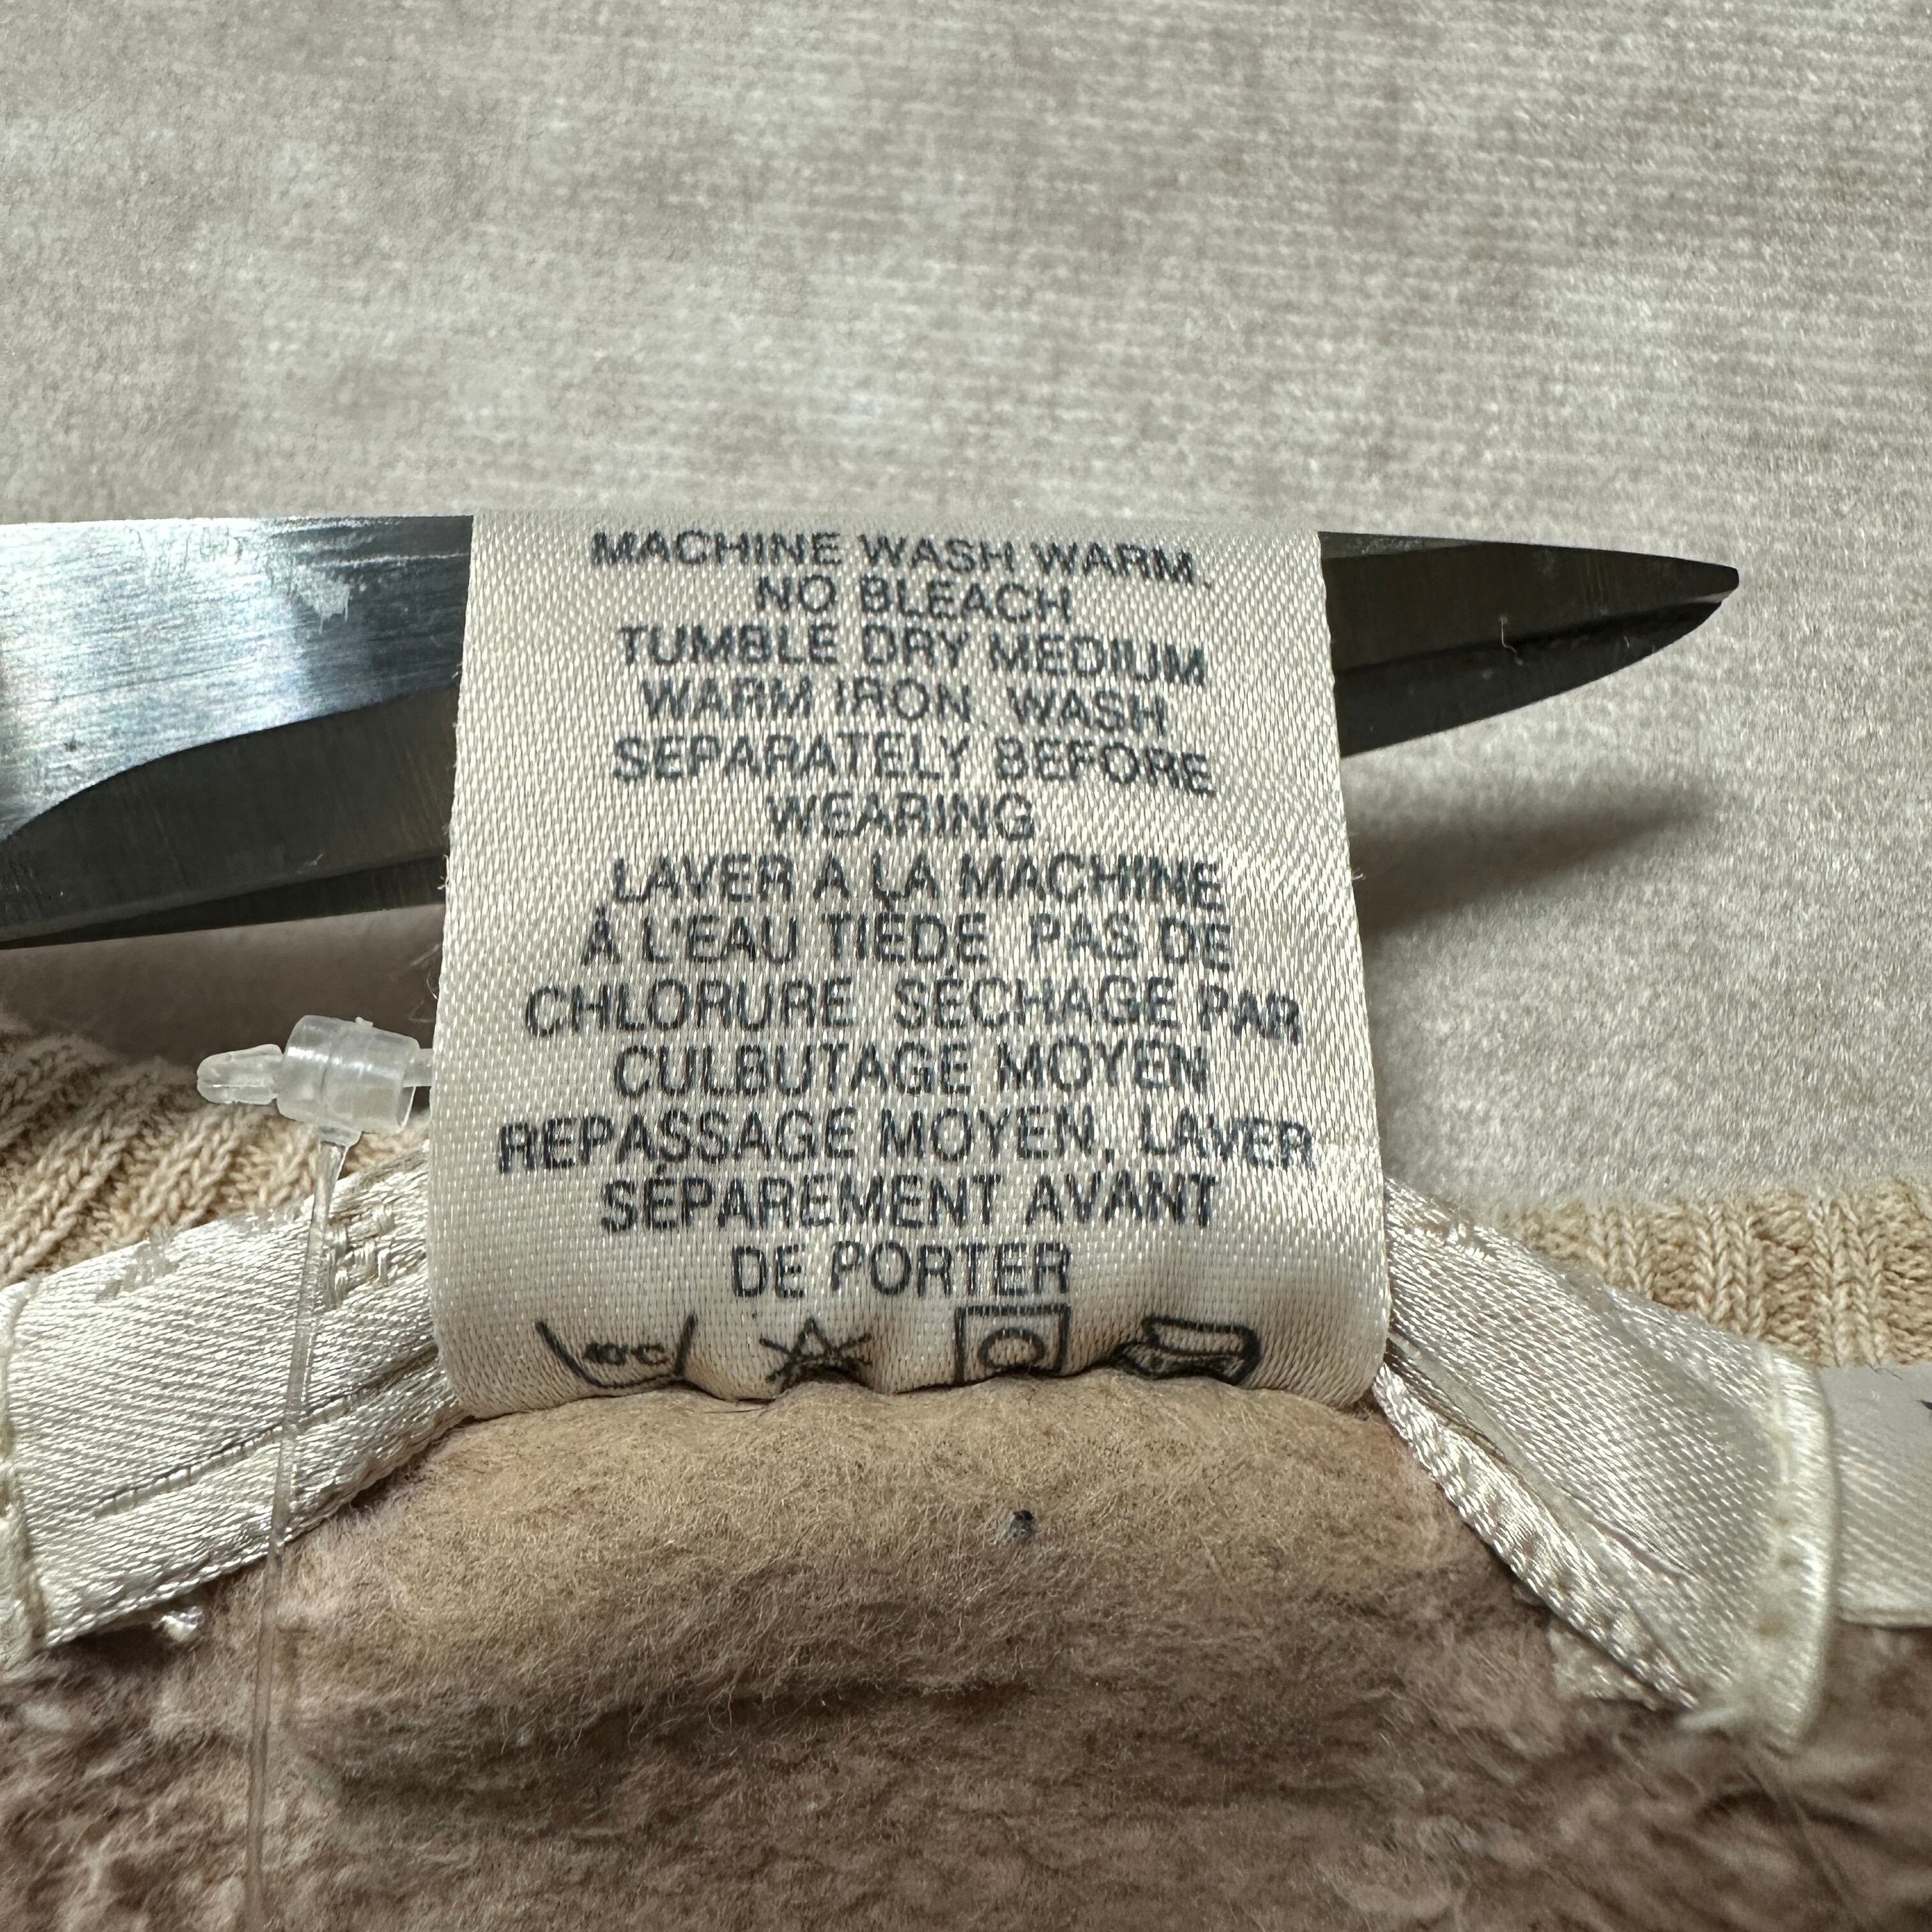 MACHINE WASH WARM.
NO BLEACH
TUMBLE DRY MEDIUM
WARM IRON. WASH
SEPARATELY BEFORE
WEARING
LAVER A LA MACHINE
À L'EAU TIÉDE. PAS DE
CHLORURE. SÉCHAGE PAR
CULBUTAGE MOYEN
REPASSAGE MOYEN, LAVER
SÉPAREMENT AVANT
DE PORTER
40°C